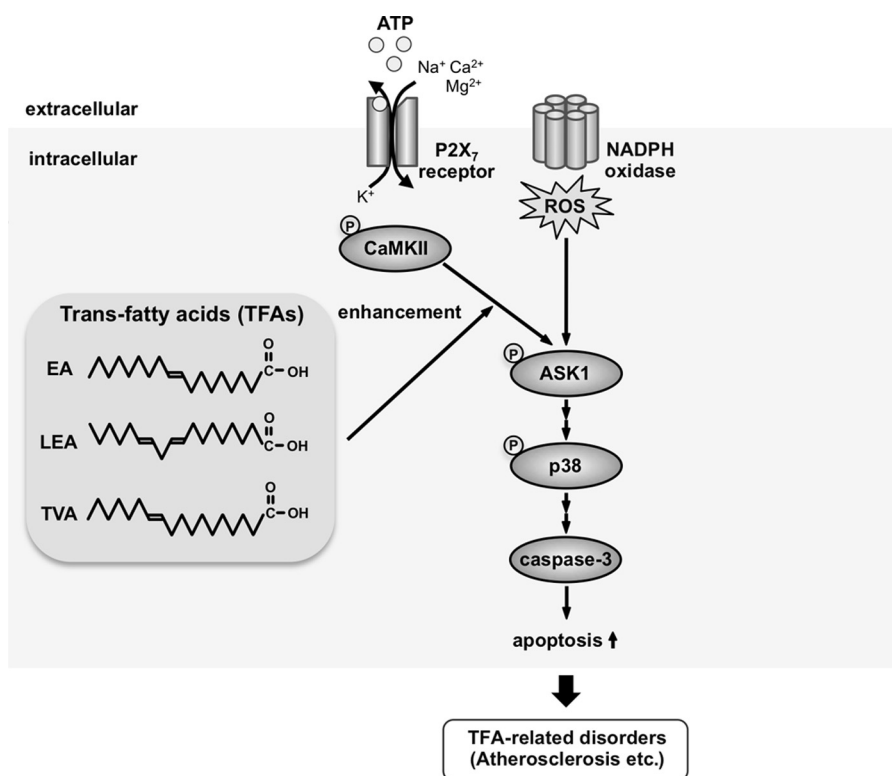 ATP
Na⁺ Ca²⁺
Mg²⁺
extracellular
intracellular
P2X₇
receptor
K⁺
NADPH
oxidase
ROS
P
CaMKII
enhancement
Trans-fatty acids (TFAs)
EA
O
C
OH
LEA
O
C
OH
TVA
O
C
OH
P
ASK1
P
p38
caspase-3
apoptosis
TFA-related disorders
(Atherosclerosis etc.)